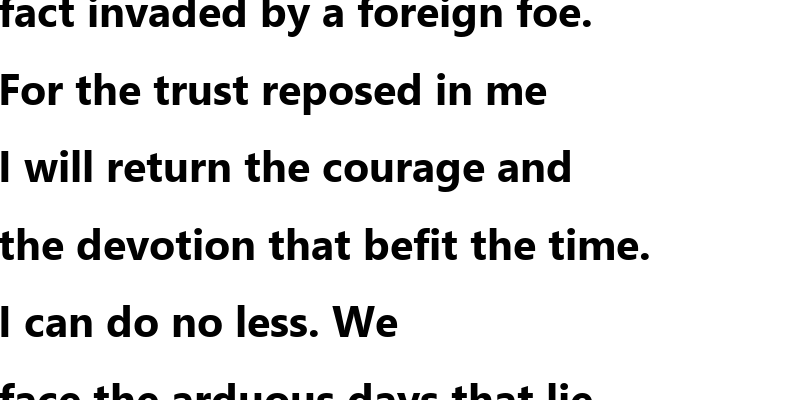 fact invaded by a foreign foe.
For the trust reposed in me
I will return the courage and
the devotion that befit the time.
I can do no less. We
face the arduous days that lie